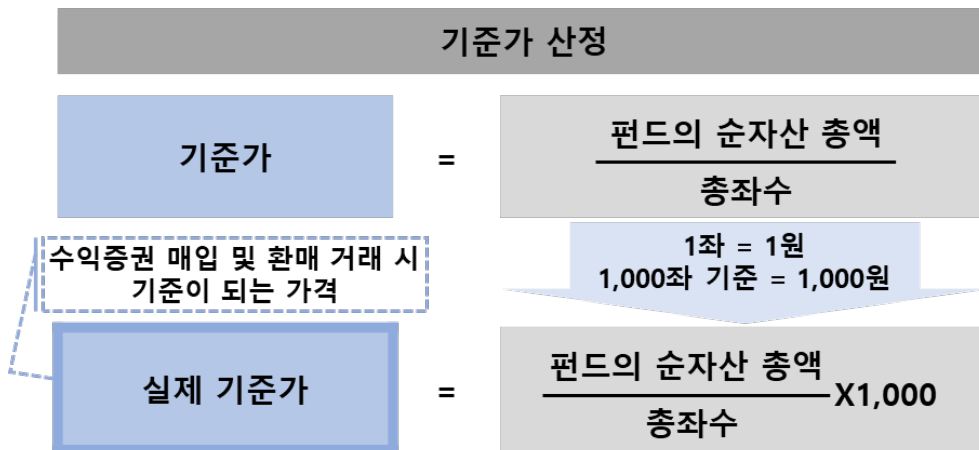 기준가 산정
기준가
=
펀드의 순자산 총액
총좌수
수익증권 매입 및 환매 거래 시
기준이 되는 가격
1좌 = 1원
1,000좌 기준 = 1,000원
실제 기준가
=
펀드의 순자산 총액
총좌수
X1,000